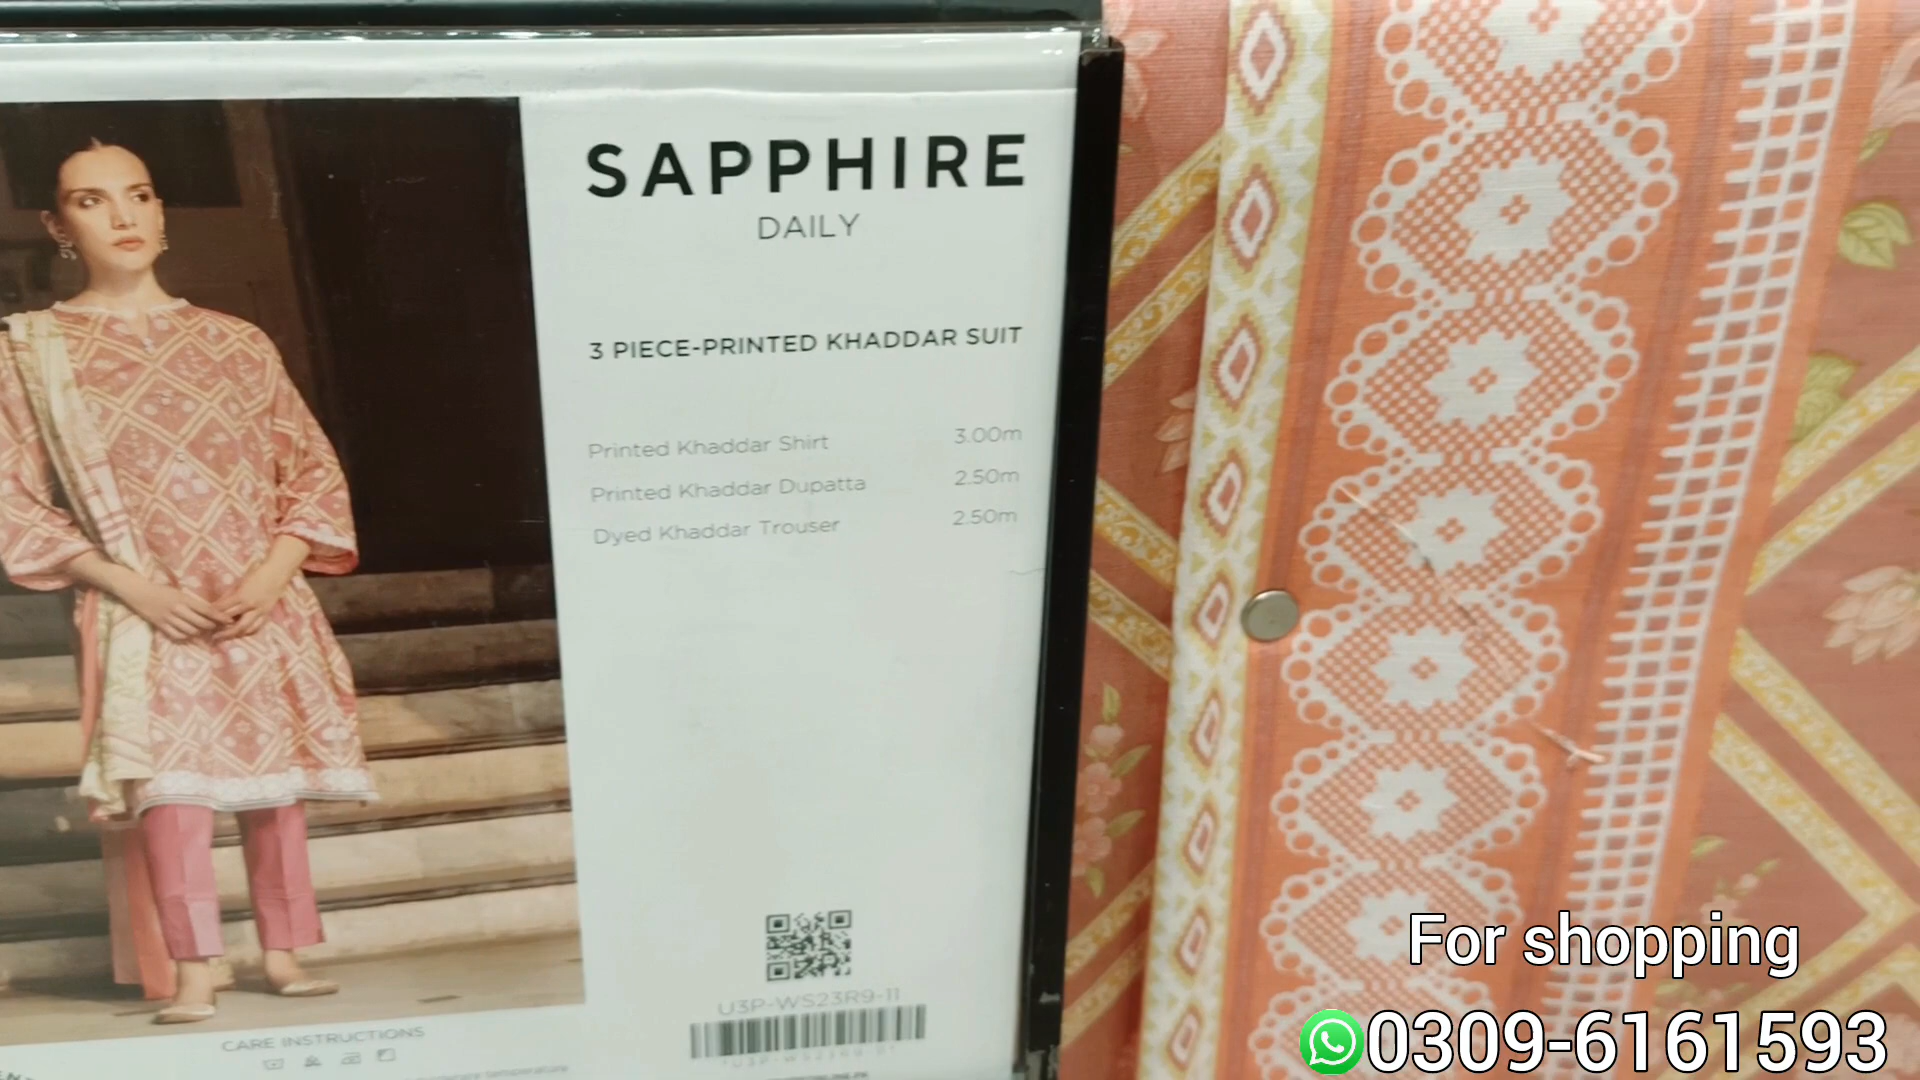 SAPPHIRE
DAILY
3 PIECE-PRINTED KHADDAR SUIT
Printed Khaddar Shirt 3.00m
Printed Khaddar Dupatta 2.50m
Dyed Khaddar Trouser 2.50m
U3P-WS23R9-11
CARE INSTRUCTIONS
temperature
For shopping
0309-6161593